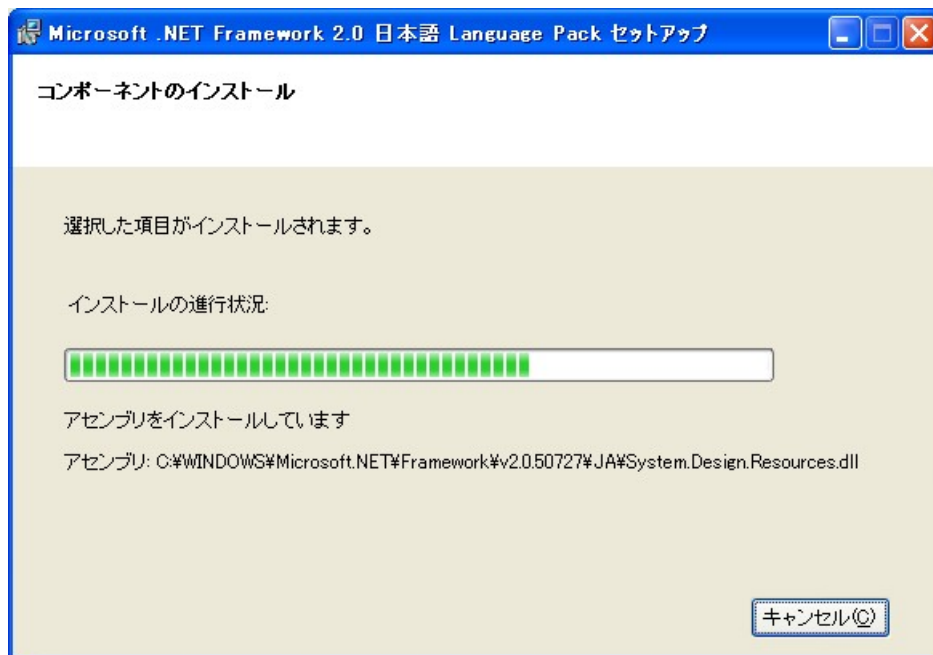 Microsoft .NET Framework 2.0 日本語 Language Pack セットアップ
コンポーネントのインストール
選択した項目がインストールされます。
インストールの進行状況:
アセンブリをインストールしています
アセンブリ: C:¥WINDOWS¥Microsoft.NET¥Framework¥v2.0.50727¥JA¥System.Design.Resources.dll
キャンセル(C)